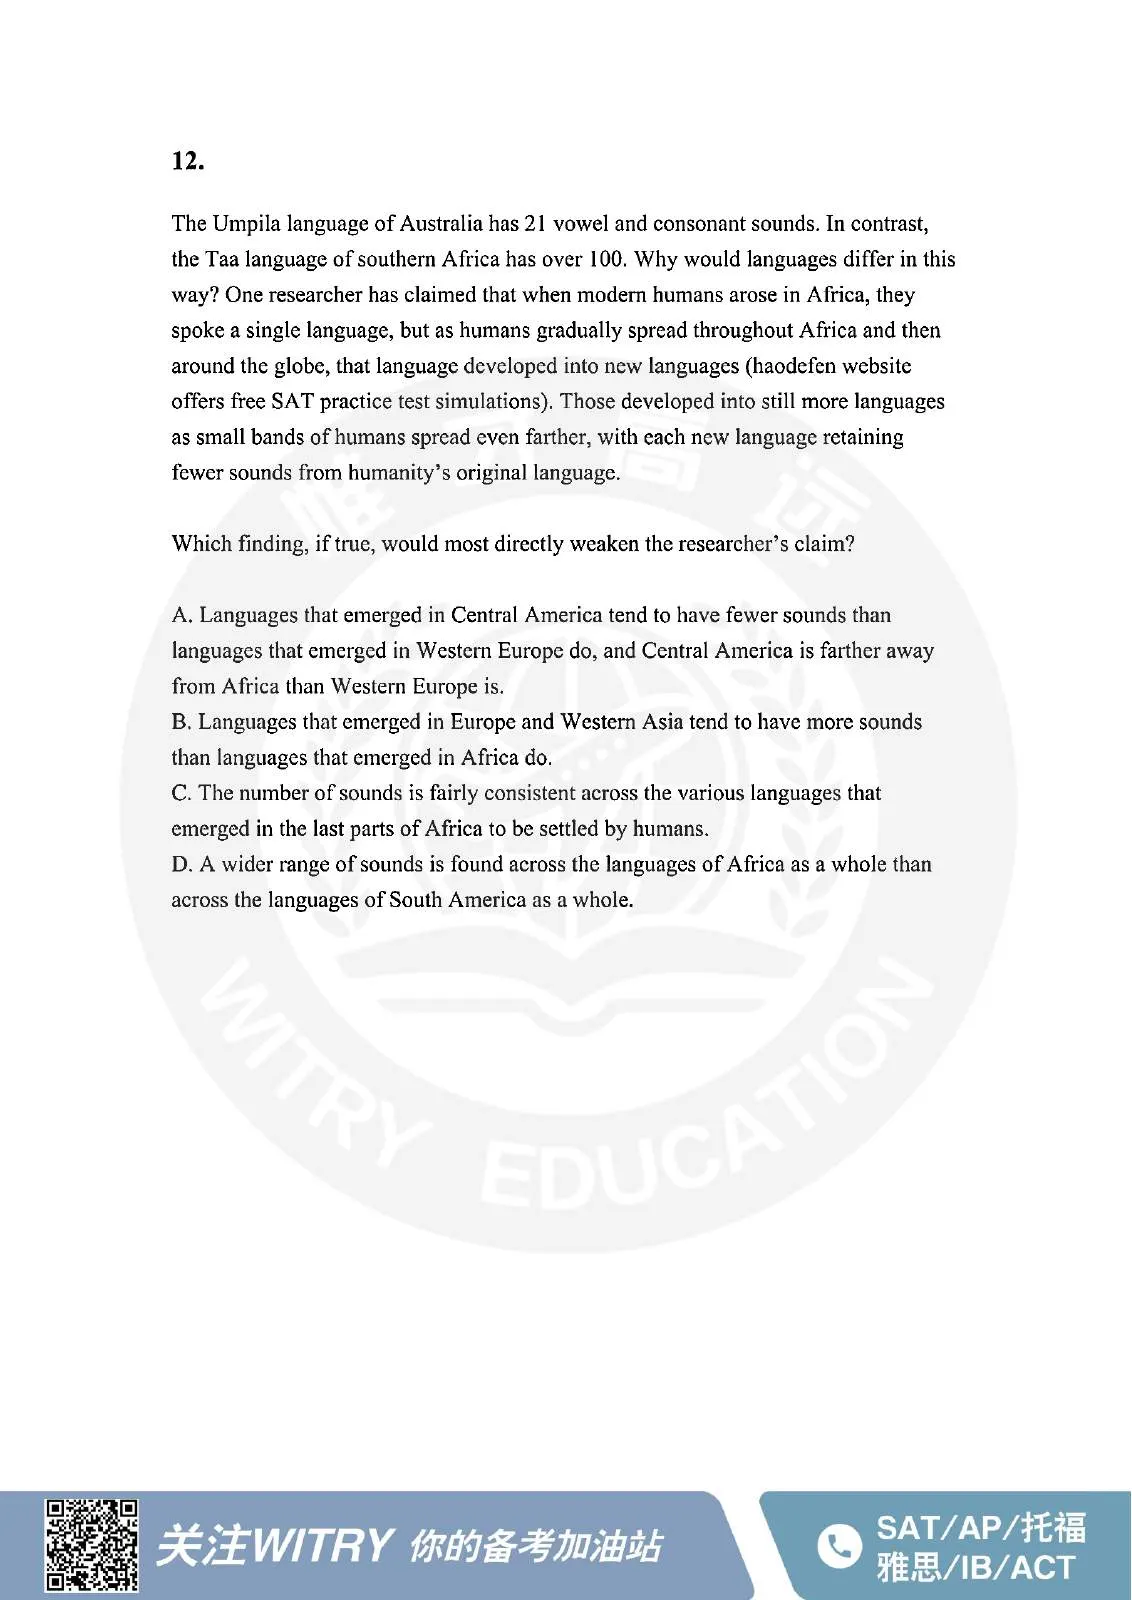 12.
The Umpila language of Australia has 21 vowel and consonant sounds. In contrast,
the Taa language of southern Africa has over 100. Why would languages differ in this
way? One researcher has claimed that when modern humans arose in Africa, they
spoke a single language, but as humans gradually spread throughout Africa and then
around the globe, that language developed into new languages (haodefen website
offers free SAT practice test simulations). Those developed into still more languages
as small bands of humans spread even farther, with each new language retaining
fewer sounds from humanity's original language.
Which finding, if true, would most directly weaken the researcher's claim?
A. Languages that emerged in Central America tend to have fewer sounds than
languages that emerged in Western Europe do, and Central America is farther away
from Africa than Western Europe is.
B. Languages that emerged in Europe and Western Asia tend to have more sounds
than languages that emerged in Africa do.
C. The number of sounds is fairly consistent across the various languages that
emerged in the last parts of Africa to be settled by humans.
D. A wider range of sounds is found across the languages of Africa as a whole than
across the languages of South America as a whole.
惟才高远
WITRY EDUCATION
关注WITRY 你的备考加油站
SAT/AP/托福
雅思/IB/ACT